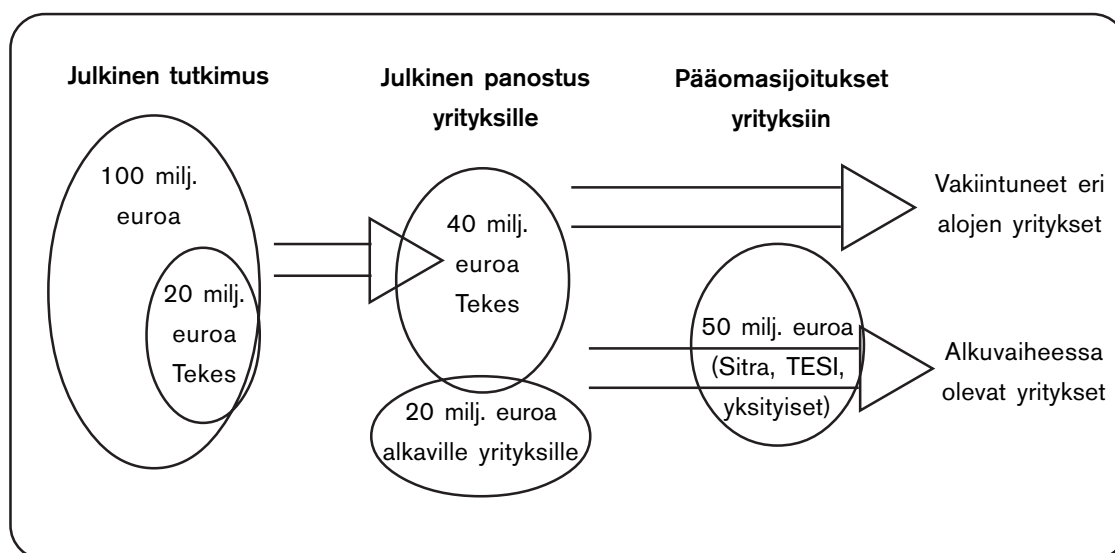 Julkinen tutkimus
100 milj.
euroa
20 milj.
euroa
Tekes
Julkinen panostus
yrityksille
40 milj.
euroa
Tekes
20 milj. euroa
alkaville yrityksille
Pääomasijoitukset
yrityksiin
50 milj. euroa
(Sitra, TESI,
yksityiset)
Vakiintuneet eri
alojen yritykset
Alkuvaiheessa
olevat yritykset